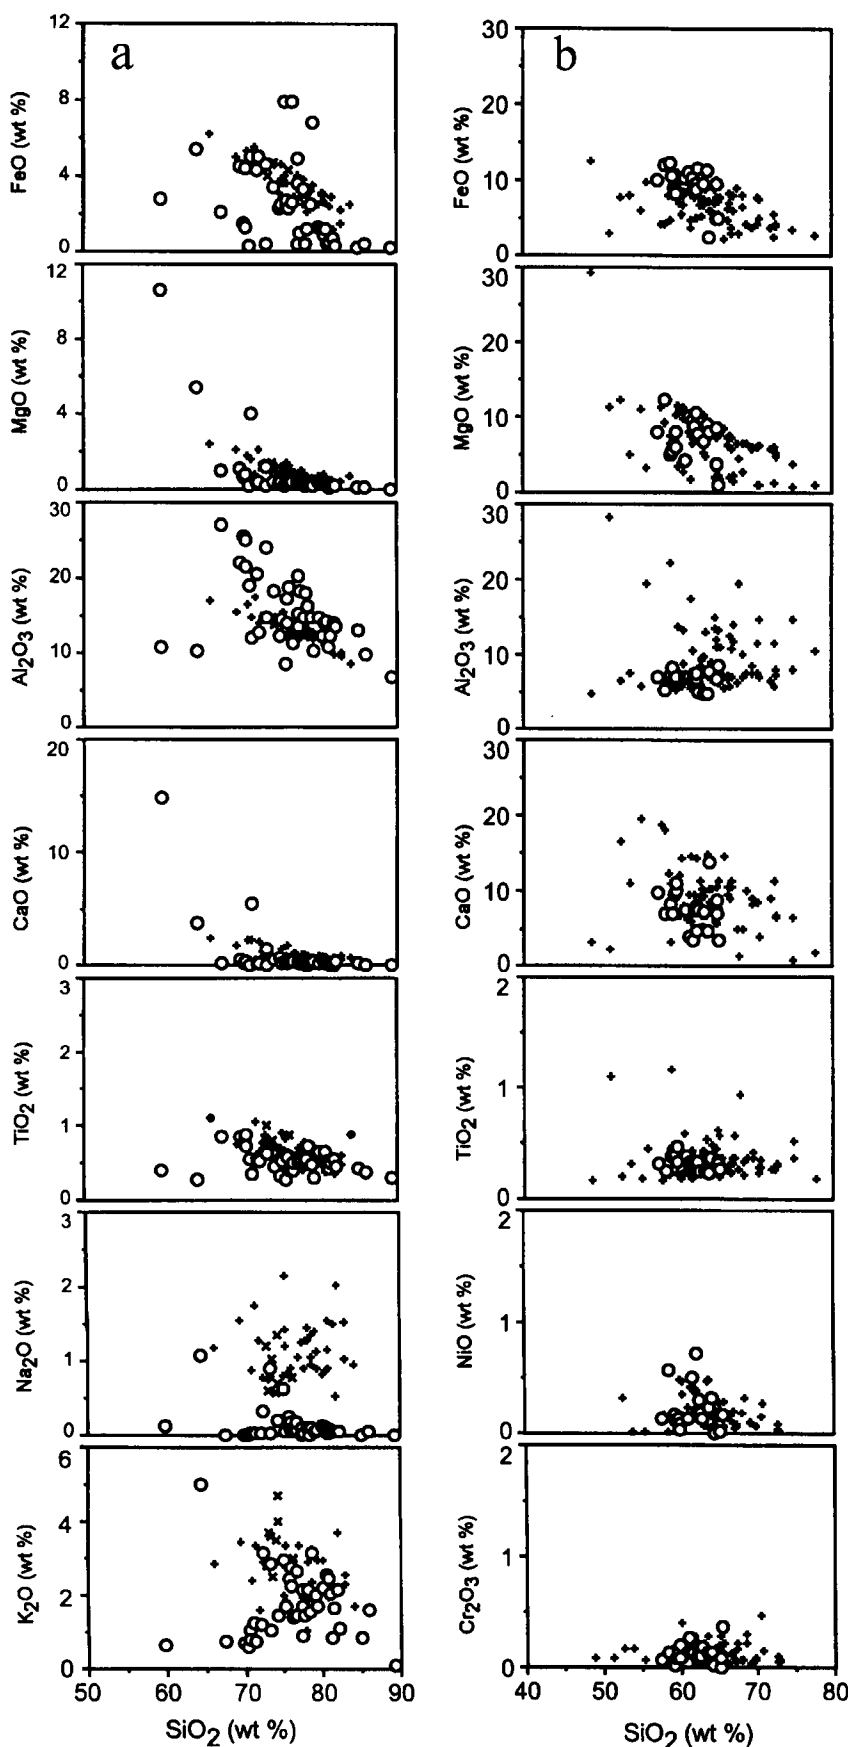 a
12
8
4
0
FeO (wt %)
12
8
4
0
MgO (wt %)
30
20
10
0
Al2O3 (wt %)
20
10
0
CaO (wt %)
3
2
1
0
TiO2 (wt %)
3
2
1
0
Na2O (wt %)
6
4
2
0
K2O (wt %)
50 60 70 80 90
SiO2 (wt %)
b
30
20
10
0
FeO (wt %)
30
20
10
0
MgO (wt %)
30
20
10
0
Al2O3 (wt %)
30
20
10
0
CaO (wt %)
2
1
0
TiO2 (wt %)
2
1
0
NiO (wt %)
2
1
0
Cr2O3 (wt %)
40 50 60 70 80
SiO2 (wt %)